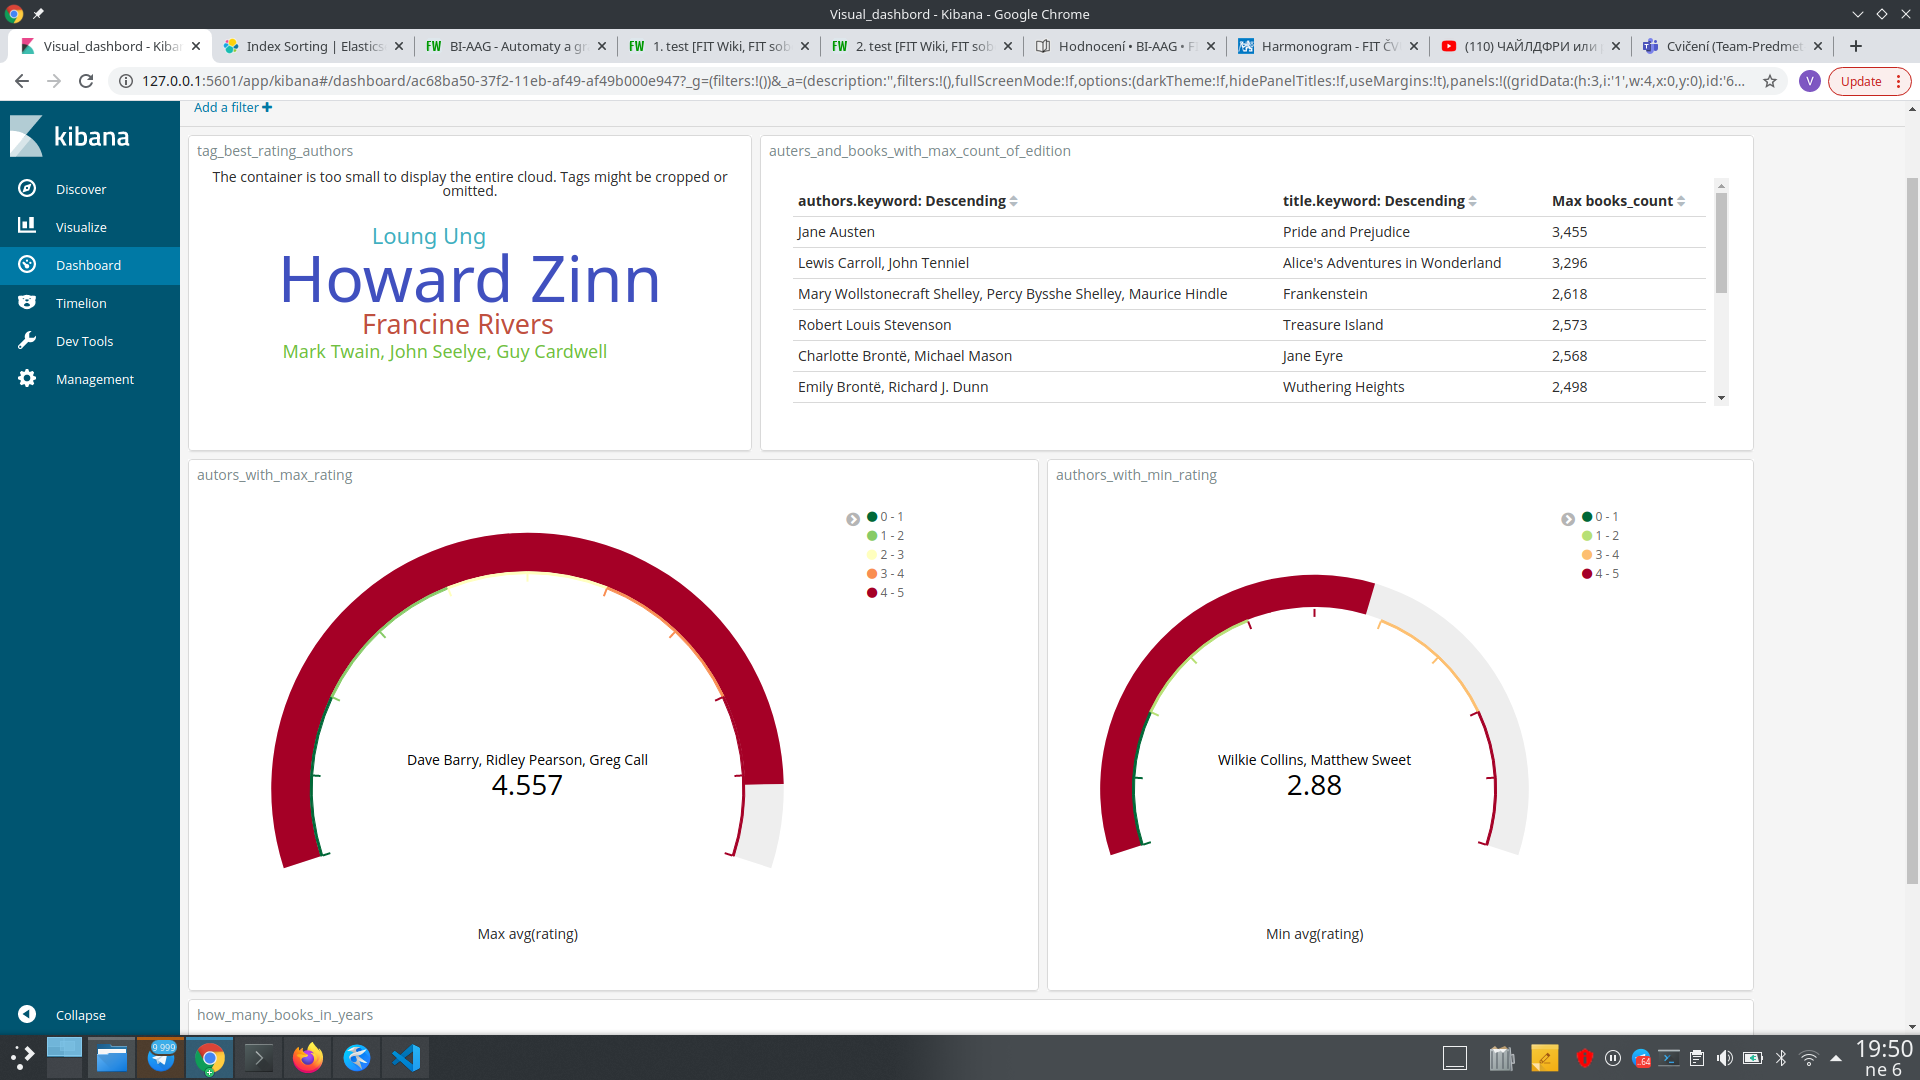 Visual_dashbord - Kibana - Google Chrome
Visual_dashbord - Kiba
Index Sorting | Elastics
FW BI-AAG - Automaty a gr
FW 1. test [FIT Wiki, FIT sob
FW 2. test [FIT Wiki, FIT sob
Hodnocení • BI-AAG • F
Harmonogram - FIT ČV
(110) ЧАЙЛДФРИ или
Cvičení (Team-Predmet
127.0.0.1:5601/app/kibana#/dashboard/ac68ba50-37f2-11eb-af49-af49b000e947?_g=(filters:!())&_a=(description:'',filters:!(),fullScreenMode:!f,options:(darkTheme:!f,hidePanelTitles:!f,useMargins:!t),panels:!((gridData:(h:3,i:'1',w:4,x:0,y:0),id:'6...
V
Update
kibana
Discover
Visualize
Dashboard
Timelion
Dev Tools
Management
Collapse
Add a filter +
tag_best_rating_authors
The container is too small to display the entire cloud. Tags might be cropped or
omitted.
Loung Ung
Howard Zinn
Francine Rivers
Mark Twain, John Seelye, Guy Cardwell
auters_and_books_with_max_count_of_edition
authors.keyword: Descending title.keyword: Descending Max books_count
Jane Austen Pride and Prejudice 3,455
Lewis Carroll, John Tenniel Alice's Adventures in Wonderland 3,296
Mary Wollstonecraft Shelley, Percy Bysshe Shelley, Maurice Hindle Frankenstein 2,618
Robert Louis Stevenson Treasure Island 2,573
Charlotte Brontë, Michael Mason Jane Eyre 2,568
Emily Brontë, Richard J. Dunn Wuthering Heights 2,498
autors_with_max_rating
0 - 1
1 - 2
2 - 3
3 - 4
4 - 5
Dave Barry, Ridley Pearson, Greg Call
4.557
Max avg(rating)
authors_with_min_rating
0 - 1
1 - 2
3 - 4
4 - 5
Wilkie Collins, Matthew Sweet
2.88
Min avg(rating)
how_many_books_in_years
9 999
64
19:50
ne 6